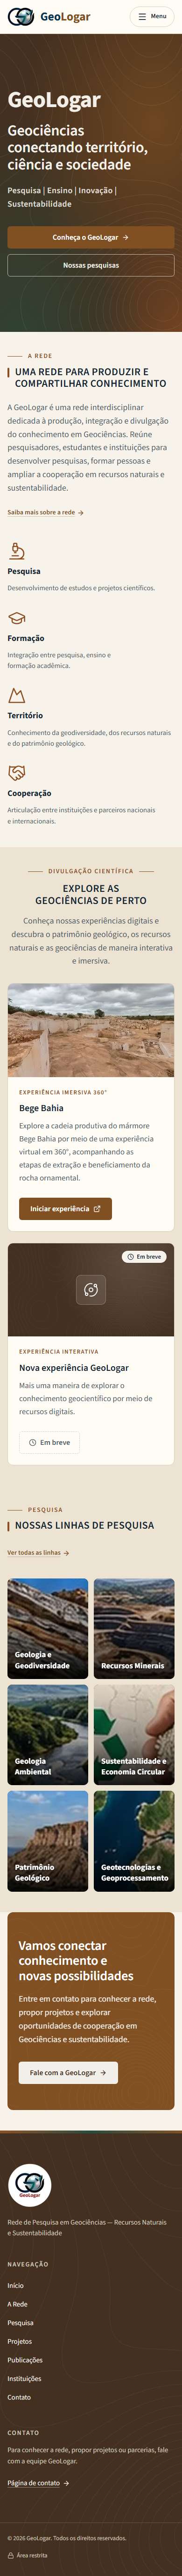 GeoLogar
Menu
GeoLogar
Geociências
conectando território,
ciência e sociedade
Pesquisa | Ensino | Inovação |
Sustentabilidade
Conheça o GeoLogar
Nossas pesquisas
A REDE
UMA REDE PARA PRODUZIR E
COMPARTILHAR CONHECIMENTO
A GeoLogar é uma rede interdisciplinar
dedicada à produção, integração e divulgação
do conhecimento em Geociências. Reúne
pesquisadores, estudantes e instituições para
desenvolver pesquisas, formar pessoas e
ampliar a cooperação em recursos naturais e
sustentabilidade.
Saiba mais sobre a rede
Pesquisa
Desenvolvimento de estudos e projetos científicos.
Formação
Integração entre pesquisa, ensino e
formação acadêmica.
Território
Conhecimento da geodiversidade, dos recursos naturais
e do patrimônio geológico.
Cooperação
Articulação entre instituições e parceiros nacionais
e internacionais.
DIVULGAÇÃO CIENTÍFICA
EXPLORE AS
GEOCIÊNCIAS DE PERTO
Conheça nossas experiências digitais e
descubra o patrimônio geológico, os recursos
naturais e as geociências de maneira interativa
e imersiva.
EXPERIÊNCIA IMERSIVA 360°
Bege Bahia
Explore a cadeia produtiva do mármore
Bege Bahia por meio de uma experiência
virtual em 360°, acompanhando as
etapas de extração e beneficiamento da
rocha ornamental.
Iniciar experiência
Em breve
EXPERIÊNCIA INTERATIVA
Nova experiência GeoLogar
Mais uma maneira de explorar o
conhecimento geocientífico por meio de
recursos digitais.
Em breve
PESQUISA
NOSSAS LINHAS DE PESQUISA
Ver todas as linhas
Geologia e
Geodiversidade
Recursos Minerais
Geologia
Ambiental
Sustentabilidade e
Economia Circular
Patrimônio
Geológico
Geotecnologias e
Geoprocessamento
Vamos conectar
conhecimento e
novas possibilidades
Entre em contato para conhecer a rede,
propor projetos e explorar
oportunidades de cooperação em
Geociências e sustentabilidade.
Fale com a GeoLogar
GeoLogar
Rede de Pesquisa em Geociências — Recursos Naturais
e Sustentabilidade
NAVEGAÇÃO
Início
A Rede
Pesquisa
Projetos
Publicações
Instituições
Contato
CONTATO
Para conhecer a rede, propor projetos ou parcerias, fale
com a equipe GeoLogar.
Página de contato
© 2026 GeoLogar. Todos os direitos reservados.
Área restrita